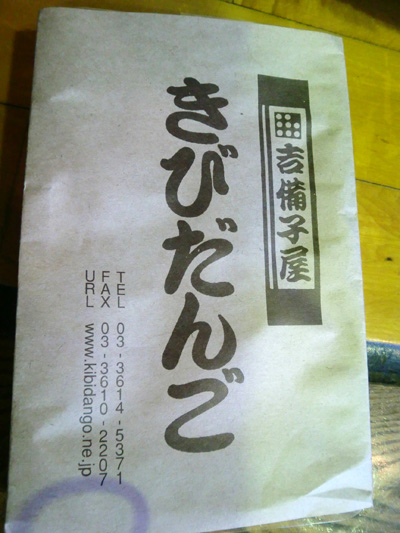 吉備子屋
きびだんご
TEL 03-3614-5371
FAX 03-3610-2207
URL www.kibidango.ne.jp